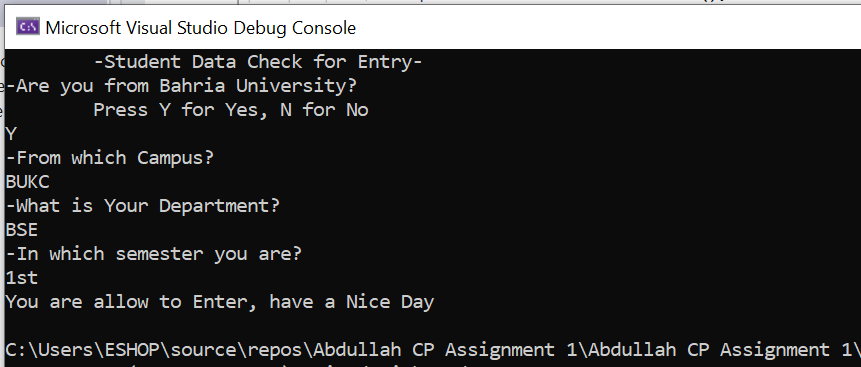 Microsoft Visual Studio Debug Console
-Student Data Check for Entry-
-Are you from Bahria University?
Press Y for Yes, N for No
Y
-From which Campus?
BUKC
-What is Your Department?
BSE
-In which semester you are?
1st
You are allow to Enter, have a Nice Day
C:\Users\ESHOP\source\repos\Abdullah CP Assignment 1\Abdullah CP Assignment 1\